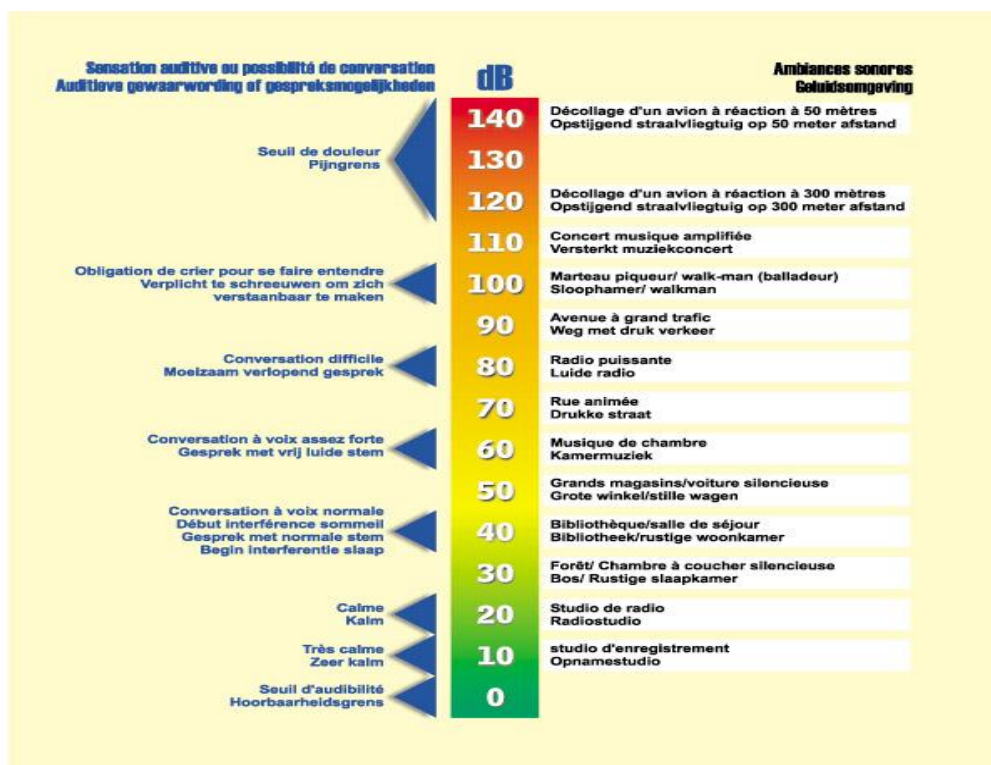 Sensation auditive ou possibilité de conversation
Auditieve gewaarwording of gespreksmogelijkheden
dB
Ambiances sonores
Geluidsomgeving
140
Décollage d'un avion à réaction à 50 mètres
Opstijgend straalvliegtuig op 50 meter afstand
Seuil de douleur
Pijngrens
130
120
Décollage d'un avion à réaction à 300 mètres
Opstijgend straalvliegtuig op 300 meter afstand
110
Concert musique amplifiée
Versterkt muziekconcert
Obligation de crier pour se faire entendre
Verplicht te schreeuwen om zich
verstaanbaar te maken
100
Marteau piqueur/ walk-man (balladeur)
Sloophamer/ walkman
90
Avenue à grand trafic
Weg met druk verkeer
Conversation difficile
Moeizaam verlopend gesprek
80
Radio puissante
Luide radio
70
Rue animée
Drukke straat
Conversation à voix assez forte
Gesprek met vrij luide stem
60
Musique de chambre
Kamermuziek
50
Grands magasins/voiture silencieuse
Grote winkel/stille wagen
Conversation à voix normale
Début interférence sommeil
Gesprek met normale stem
Begin interferentie slaap
40
Bibliothèque/salle de séjour
Bibliotheek/rustige woonkamer
30
Forêt/ Chambre à coucher silencieuse
Bos/ Rustige slaapkamer
Calme
Kalm
20
Studio de radio
Radiostudio
Très calme
Zeer kalm
10
studio d'enregistrement
Opnamestudio
Seuil d'audibilité
Hoorbaarheidsgrens
0